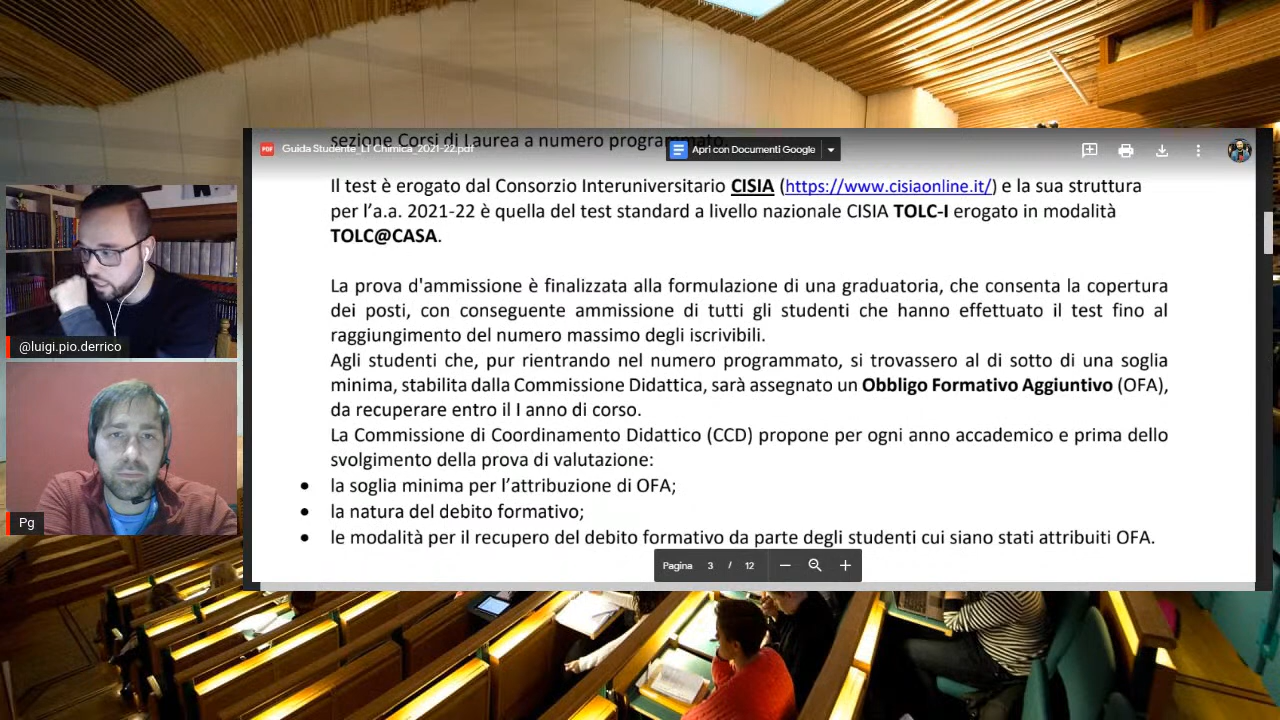 sezione Corsi di Laurea a numero programmato.
Guida Studente_LT Chimica_2021-22.pdf
Apri con Documenti Google
Il test è erogato dal Consorzio Interuniversitario CISIA (https://www.cisiaonline.it/) e la sua struttura
per l’a.a. 2021-22 è quella del test standard a livello nazionale CISIA TOLC-I erogato in modalità
TOLC@CASA.
La prova d'ammissione è finalizzata alla formulazione di una graduatoria, che consenta la copertura
dei posti, con conseguente ammissione di tutti gli studenti che hanno effettuato il test fino al
raggiungimento del numero massimo degli iscrivibili.
Agli studenti che, pur rientrando nel numero programmato, si trovassero al di sotto di una soglia
minima, stabilita dalla Commissione Didattica, sarà assegnato un Obbligo Formativo Aggiuntivo (OFA),
da recuperare entro il I anno di corso.
La Commissione di Coordinamento Didattico (CCD) propone per ogni anno accademico e prima dello
svolgimento della prova di valutazione:
• la soglia minima per l’attribuzione di OFA;
• la natura del debito formativo;
• le modalità per il recupero del debito formativo da parte degli studenti cui siano stati attribuiti OFA.
Pagina 3 / 12
@luigi.pio.derrico
Pg